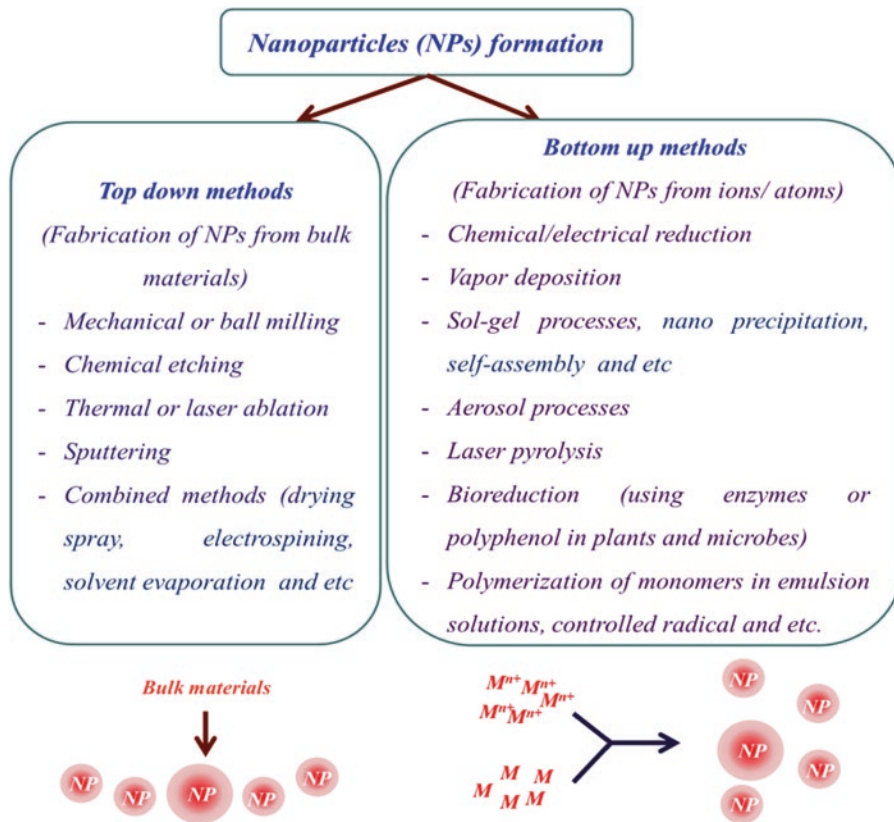 Nanoparticles (NPs) formation
Top down methods
(Fabrication of NPs from bulk
materials)
- Mechanical or ball milling
- Chemical etching
- Thermal or laser ablation
- Sputtering
- Combined methods (drying
spray, electrospining,
solvent evaporation and etc
Bottom up methods
(Fabrication of NPs from ions/ atoms)
- Chemical/electrical reduction
- Vapor deposition
- Sol-gel processes, nano precipitation,
self-assembly and etc
- Aerosol processes
- Laser pyrolysis
- Bioreduction (using enzymes or
polyphenol in plants and microbes)
- Polymerization of monomers in emulsion
solutions, controlled radical and etc.
Bulk materials
NP NP NP NP NP
Mⁿ⁺ Mⁿ⁺
Mⁿ⁺
Mⁿ⁺ Mⁿ⁺
M M
M M M
NP
NP
NP
NP
NP